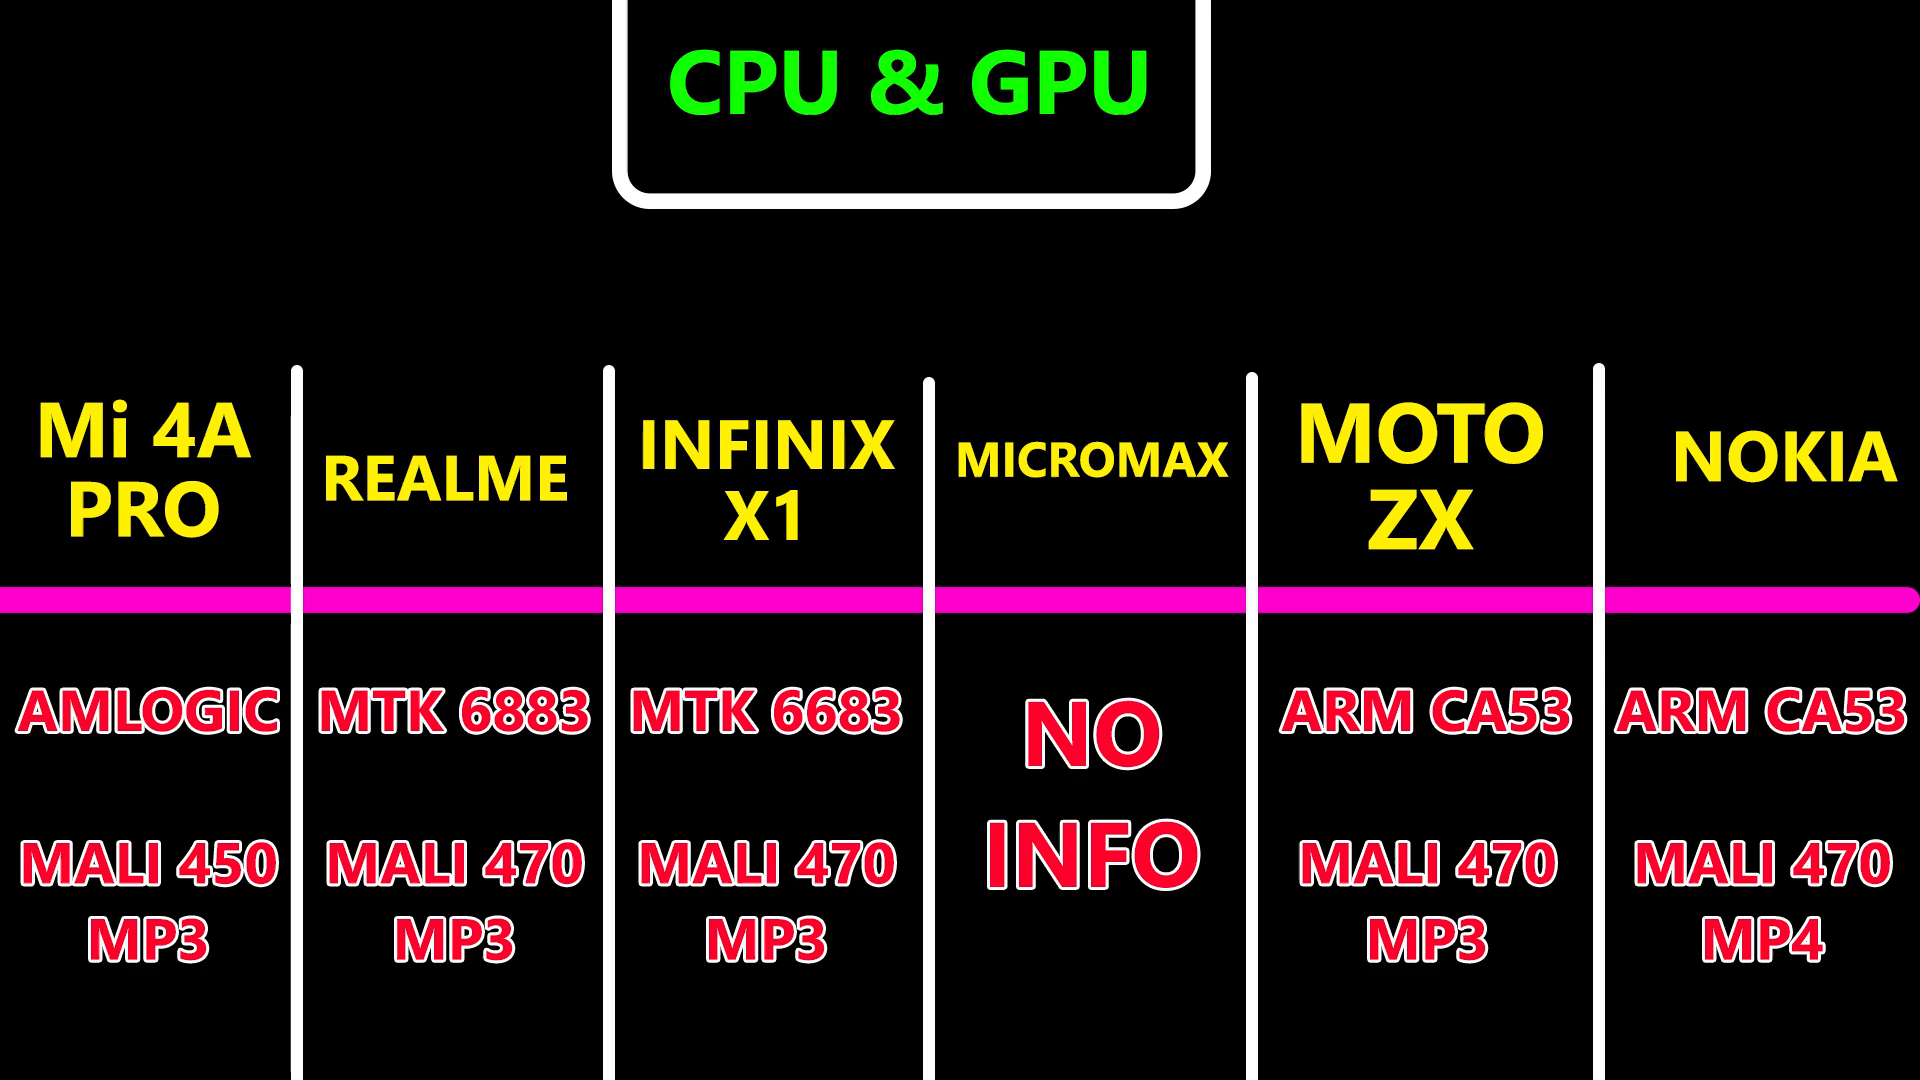 CPU & GPU
Mi 4A
PRO
REALME
INFINIX
X1
MICROMAX
MOTO
ZX
NOKIA
AMLOGIC
MALI 450
MP3
MTK 6883
MALI 470
MP3
MTK 6683
MALI 470
MP3
NO
INFO
ARM CA53
MALI 470
MP3
ARM CA53
MALI 470
MP4